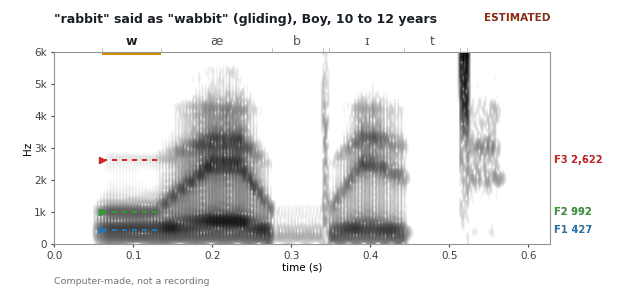 "rabbit" said as "wabbit" (gliding), Boy, 10 to 12 years
ESTIMATED
w æ b ɪ t
6k
5k
4k
3k
2k
1k
0
Hz
F3 2,622
F2 992
F1 427
0.0 0.1 0.2 0.3 0.4 0.5 0.6
time (s)
Computer-made, not a recording